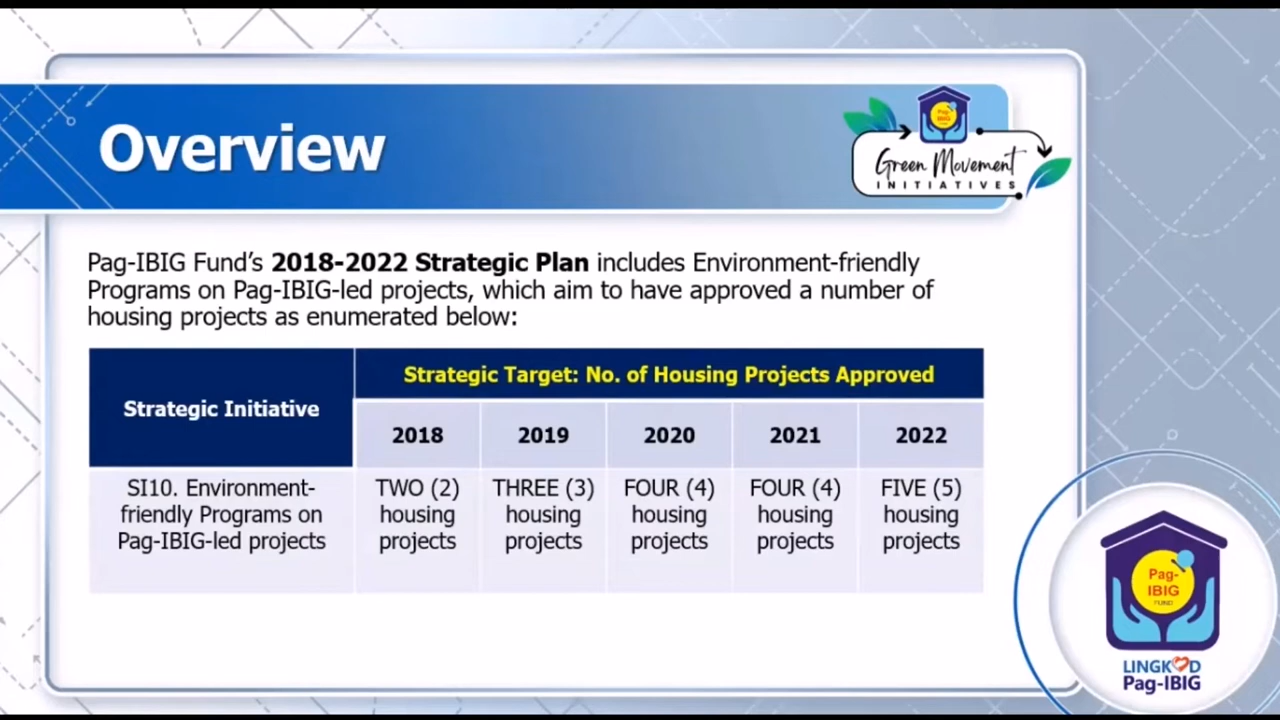 Overview
Pag-IBIG
Green Movement
INITIATIVES
Pag-IBIG Fund's 2018-2022 Strategic Plan includes Environment-friendly
Programs on Pag-IBIG-led projects, which aim to have approved a number of
housing projects as enumerated below:
Strategic Initiative
Strategic Target: No. of Housing Projects Approved
2018 2019 2020 2021 2022
SI10. Environment-
friendly Programs on
Pag-IBIG-led projects
TWO (2)
housing
projects
THREE (3)
housing
projects
FOUR (4)
housing
projects
FOUR (4)
housing
projects
FIVE (5)
housing
projects
Pag-
IBIG
FUND
LINGKOD
Pag-IBIG